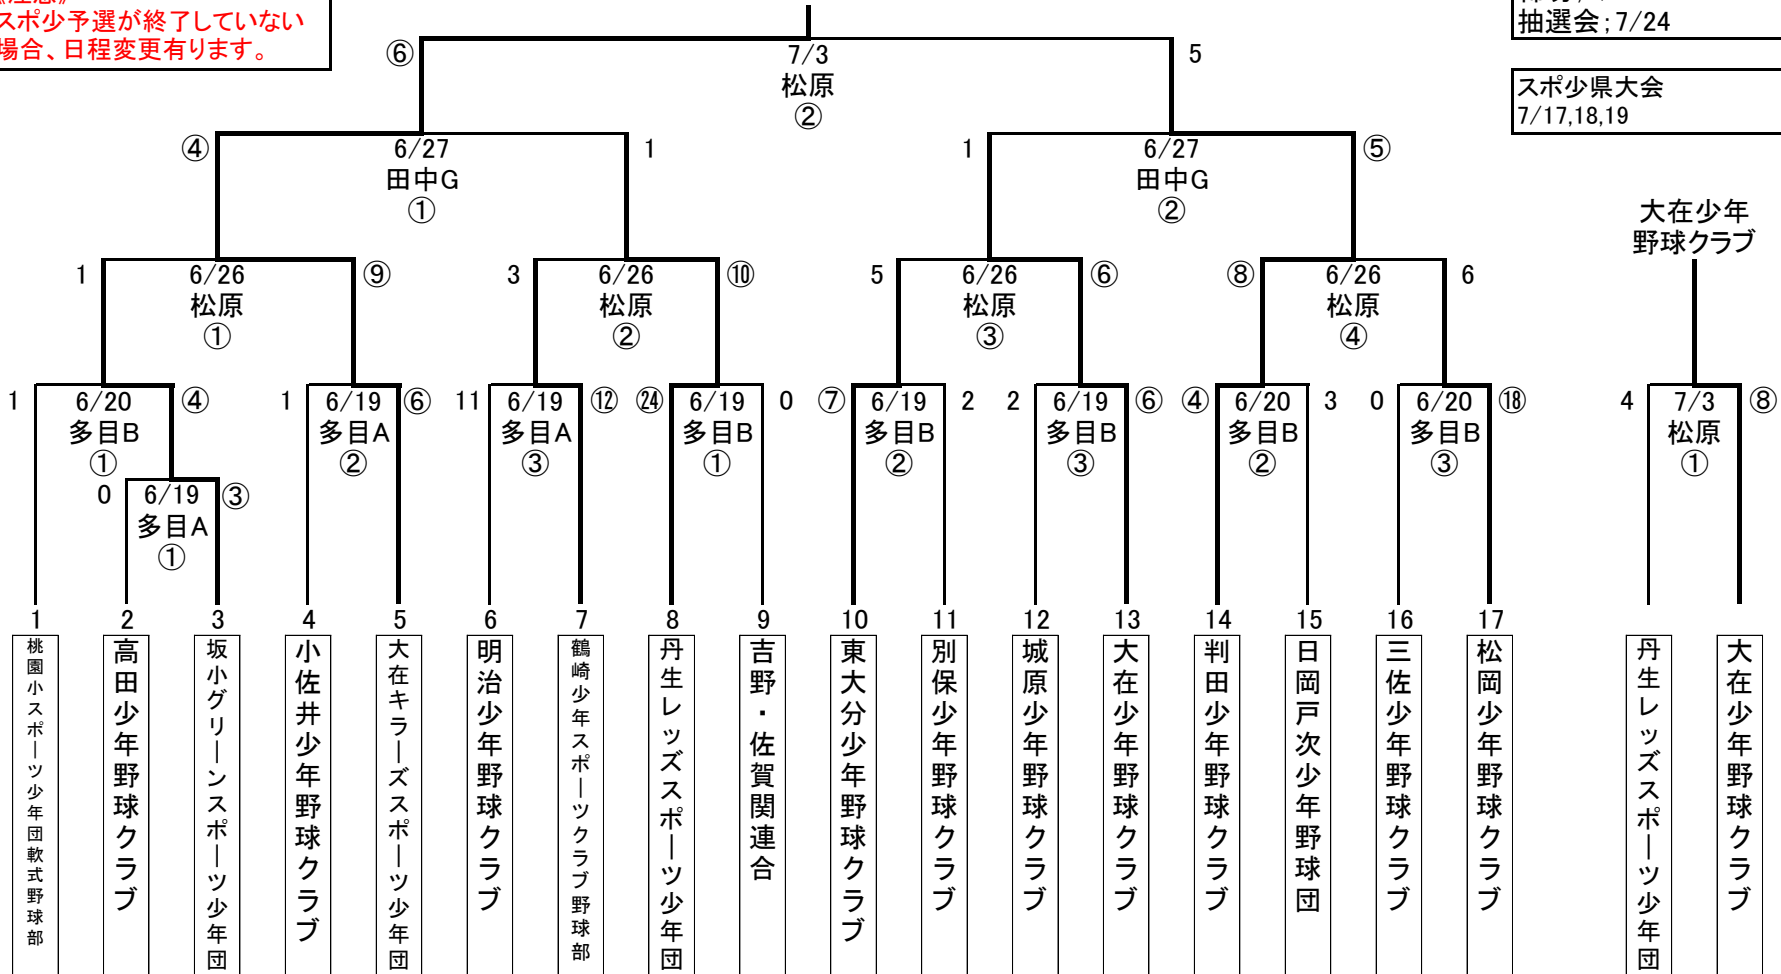 スポ少予選が終了していない
場合、日程変更有ります。
抽選会；7/24
スポ少県大会
7/17,18,19
⑥
7/3
松原
②
5
④
6/27
田中G
①
1
1
6/27
田中G
②
⑤
大在少年
野球クラブ
1
6/26
松原
①
⑨
3
6/26
松原
②
⑩
5
6/26
松原
③
⑥
⑧
6/26
松原
④
6
1
6/20
多目B
①
④
1
6/19
多目A
②
⑥
11
6/19
多目A
③
⑫
㉔
6/19
多目B
①
0
⑦
6/19
多目B
②
2
2
6/19
多目B
③
⑥
④
6/20
多目B
②
3
0
6/20
多目B
③
⑱
4
7/3
松原
①
⑧
0
6/19
多目A
①
③
1
桃園小スポーツ少年団軟式野球部
2
高田少年野球クラブ
3
坂小グリーンスポーツ少年団
4
小佐井少年野球クラブ
5
大在キラーズスポーツ少年団
6
明治少年野球クラブ
7
鶴崎少年スポーツクラブ野球部
8
丹生レッズスポーツ少年団
9
吉野・佐賀関連合
10
東大分少年野球クラブ
11
別保少年野球クラブ
12
城原少年野球クラブ
13
大在少年野球クラブ
14
判田少年野球クラブ
15
日岡戸次少年野球団
16
三佐少年野球クラブ
17
松岡少年野球クラブ
丹生レッズスポーツ少年団
大在少年野球クラブ